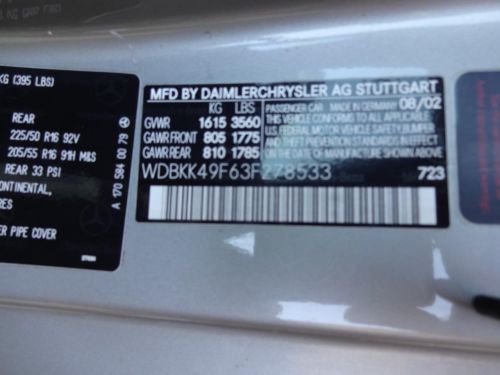 KG (395 LBS)
REAR
225/50 R16 92V
205/55 R16 91H M&S
REAR 33 PSI
CONTINENTAL,
RES
ER PIPE COVER
A 170 584 00 79
MFD BY DAIMLERCHRYSLER AG STUTTGART
KG LBS PASSENGER CAR MADE IN GERMANY 08/02
GVWR 1615 3560 THIS VEHICLE CONFORMS TO ALL APPLICABLE
GAWR FRONT 805 1775 U.S. FEDERAL MOTOR VEHICLE SAFETY, BUMPER
GAWR REAR 810 1785 AND THEFT PREVENTION STANDARDS IN EFFECT
ON THE DATE OF MANUFACTURE SHOWN ABOVE
WDBKK49F63F278533 723